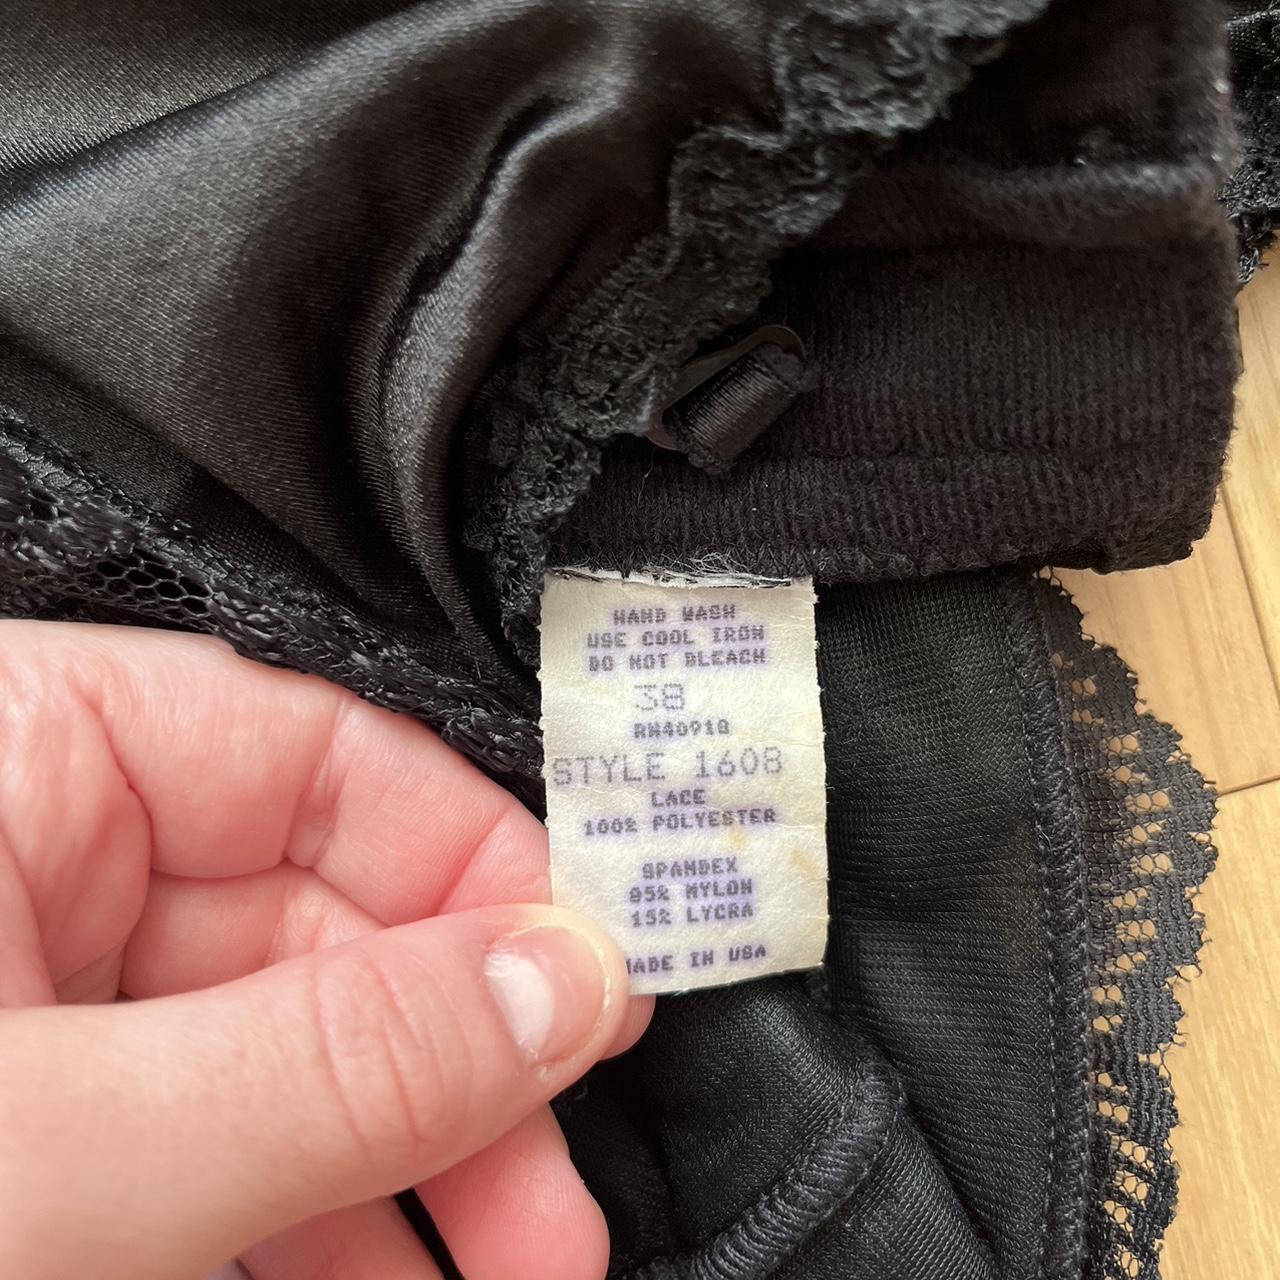 HAND WASH
USE COOL IRON
DO NOT BLEACH
38
RN40918
STYLE 1608
LACE
100% POLYESTER
SPANDEX
85% NYLON
15% LYCRA
MADE IN USA